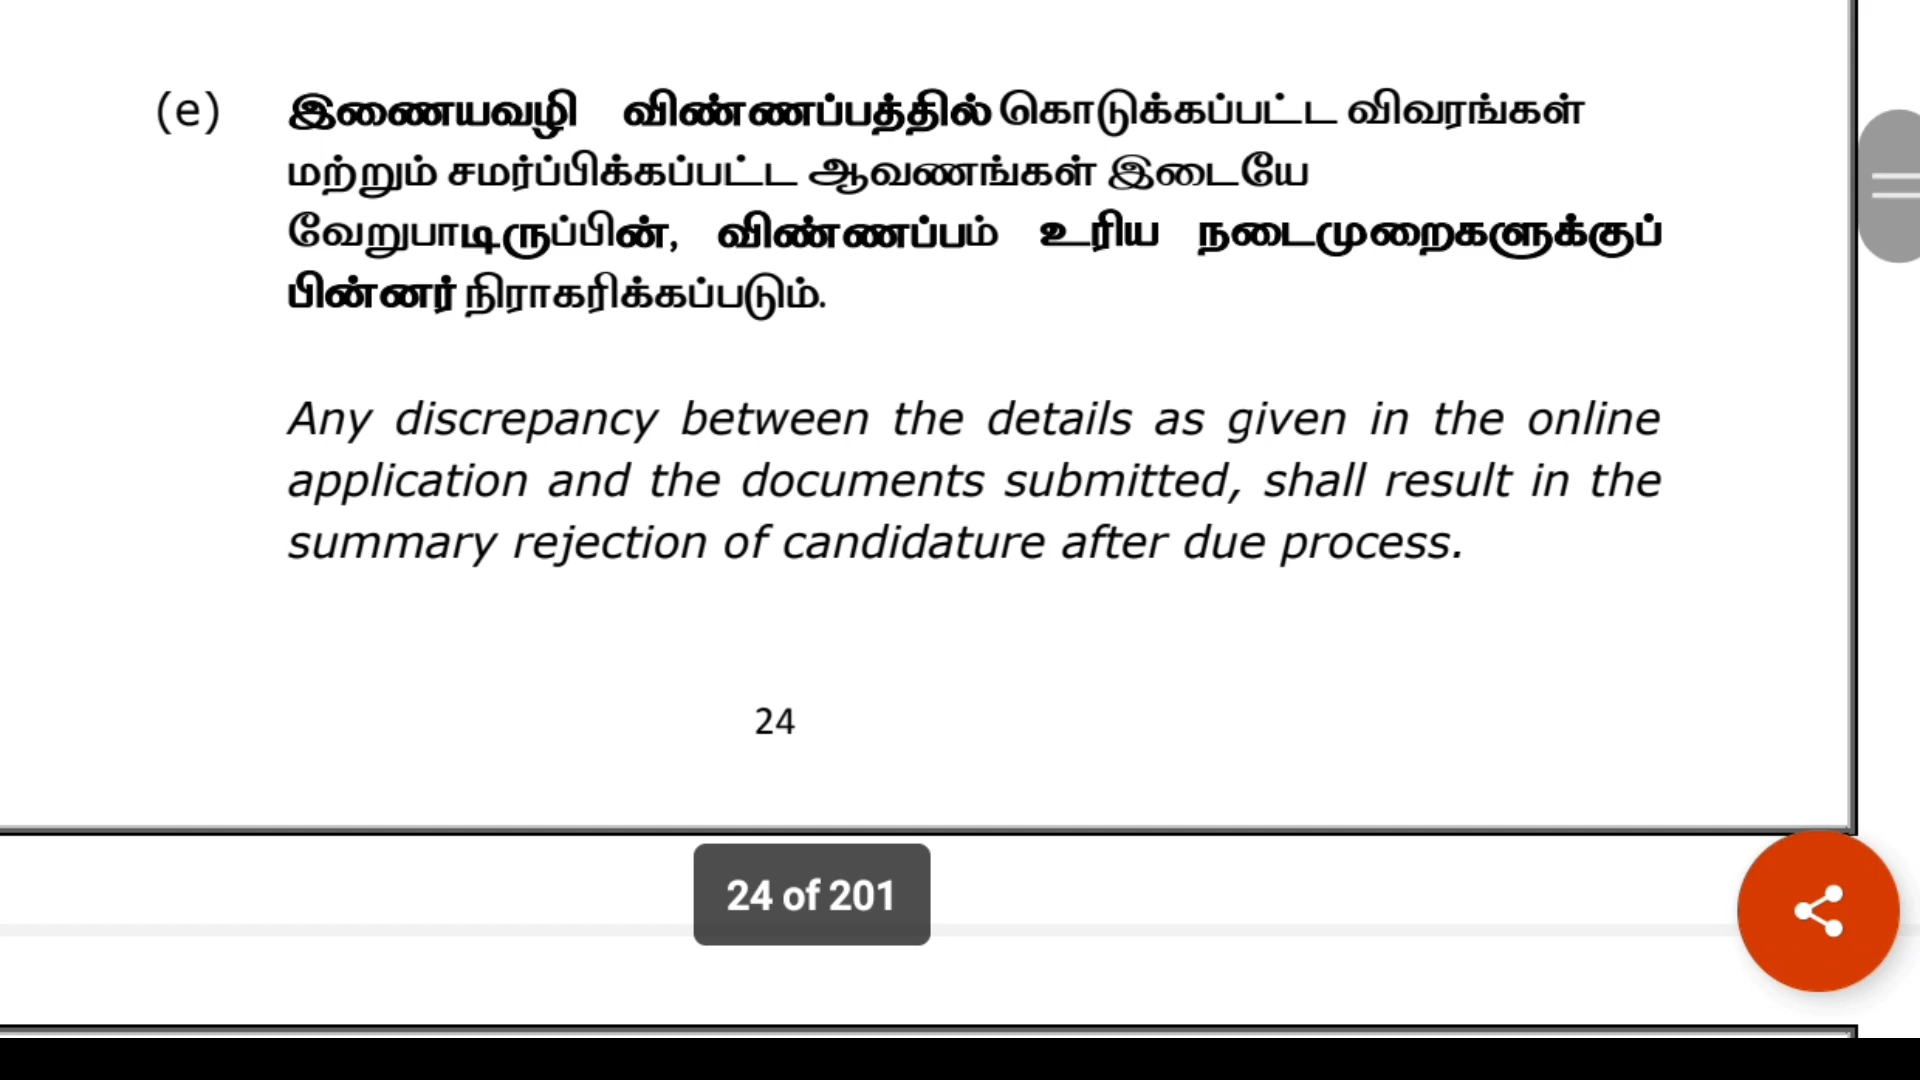 (e) இணையவழி விண்ணப்பத்தில் கொடுக்கப்பட்ட விவரங்கள்
மற்றும் சமர்ப்பிக்கப்பட்ட ஆவணங்கள் இடையே
வேறுபாடிருப்பின், விண்ணப்பம் உரிய நடைமுறைகளுக்குப்
பின்னர் நிராகரிக்கப்படும்.
Any discrepancy between the details as given in the online
application and the documents submitted, shall result in the
summary rejection of candidature after due process.
24
24 of 201